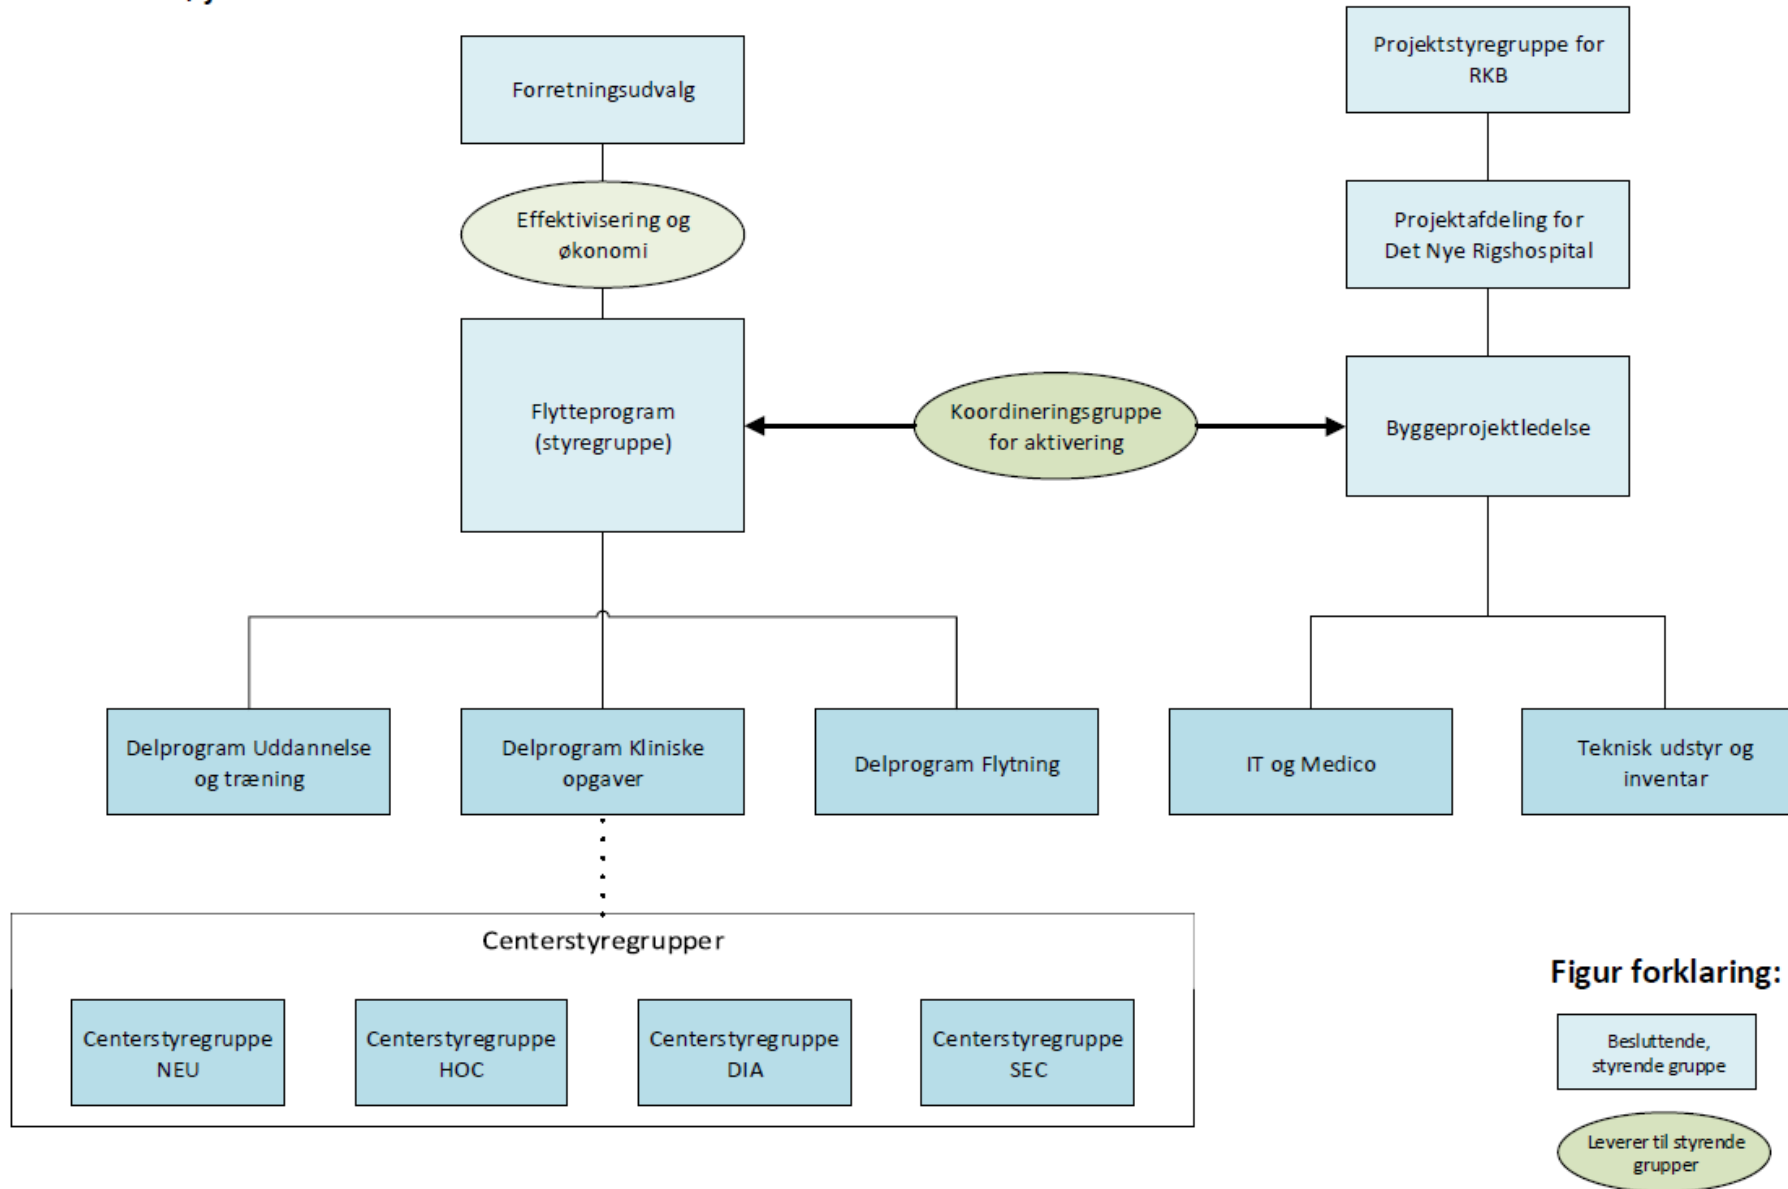 Forretningsudvalg
Effektivisering og
økonomi
Flytteprogram
(styregruppe)
Koordineringsgruppe
for aktivering
Projektstyregruppe for
RKB
Projektafdeling for
Det Nye Rigshospital
Byggeprojektledelse
Delprogram Uddannelse
og træning
Delprogram Kliniske
opgaver
Delprogram Flytning
IT og Medico
Teknisk udstyr og
inventar
Centerstyregrupper
Centerstyregruppe
NEU
Centerstyregruppe
HOC
Centerstyregruppe
DIA
Centerstyregruppe
SEC
Figur forklaring:
Besluttende,
styrende gruppe
Leverer til styrende
grupper